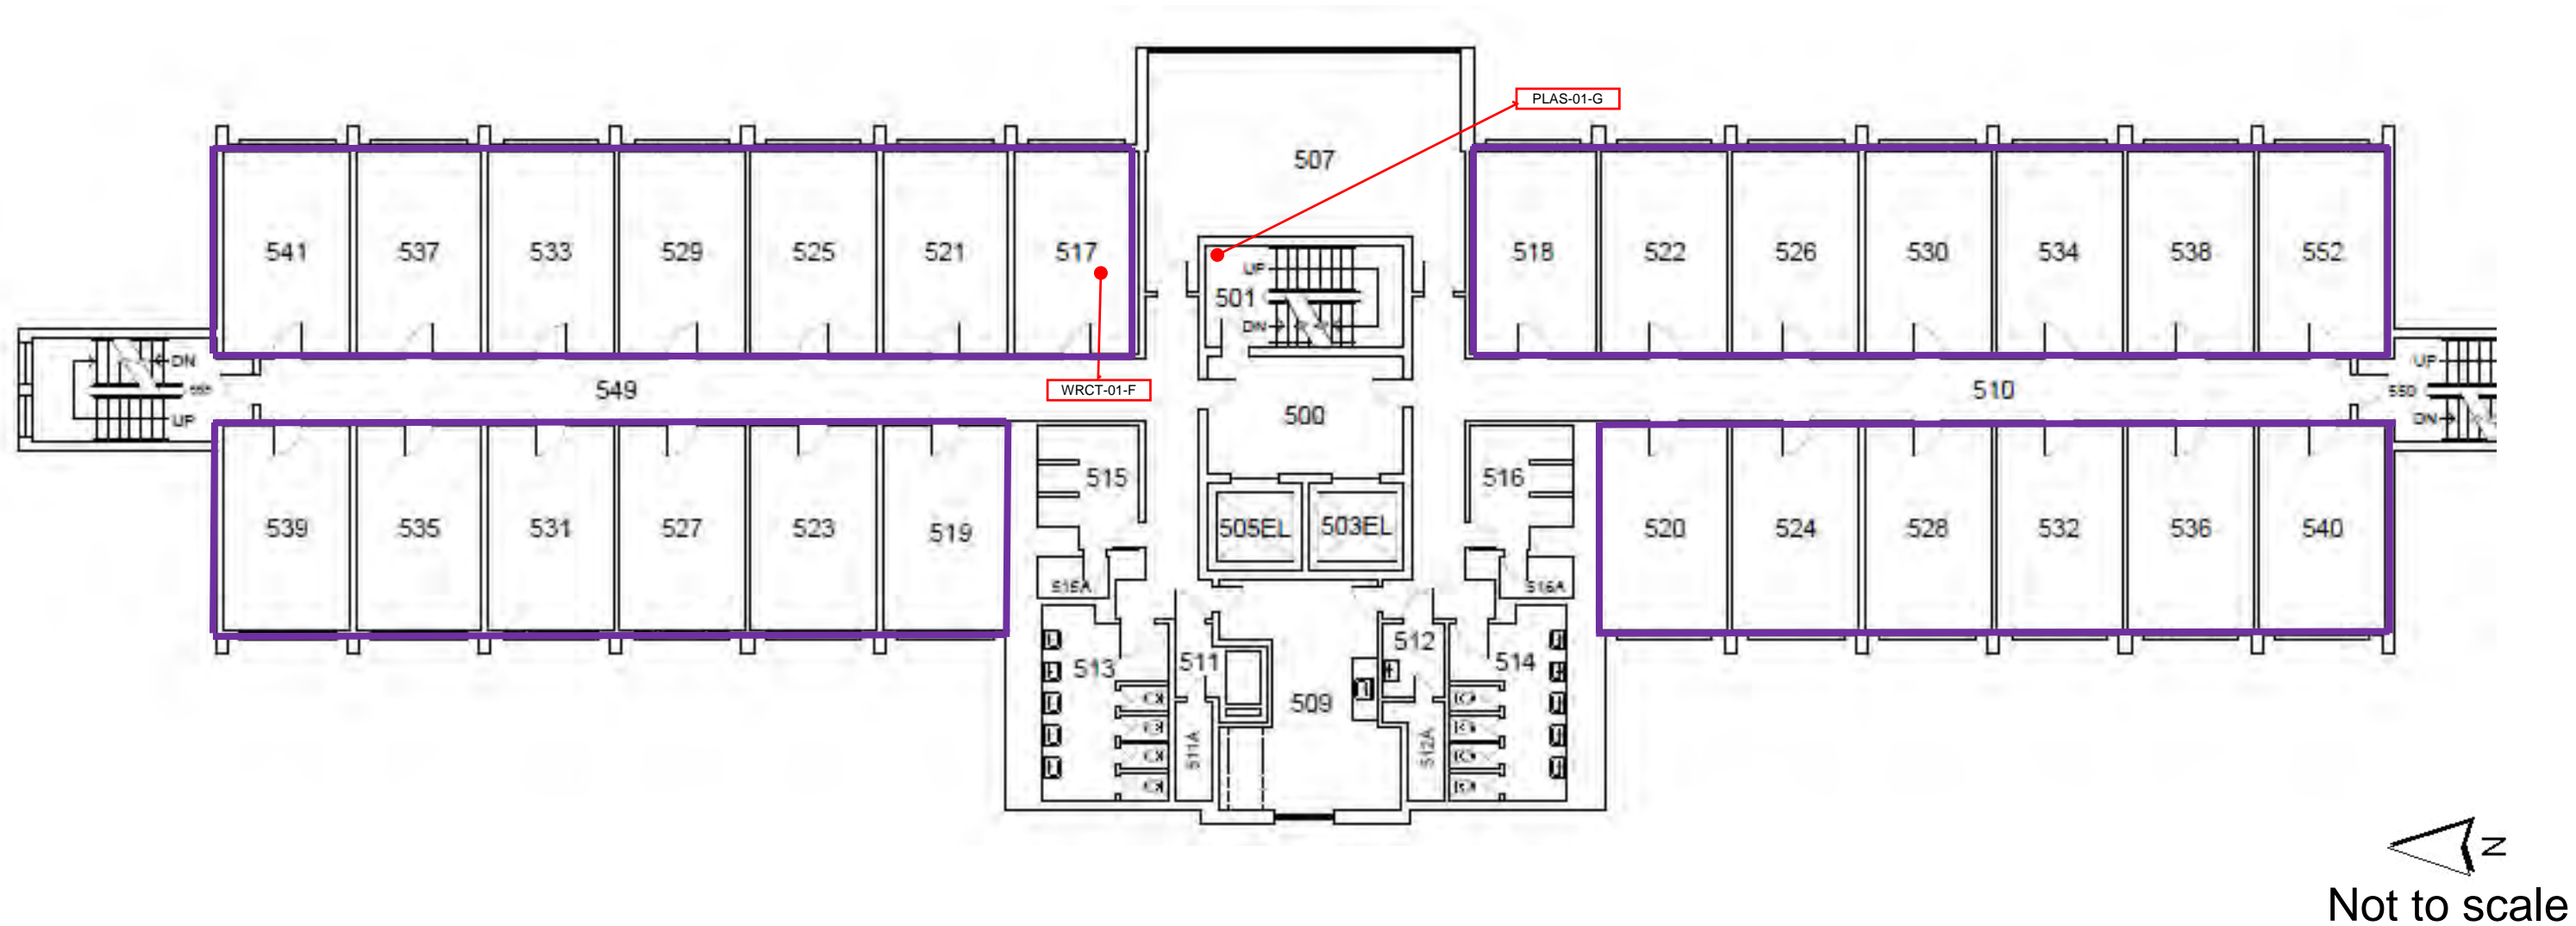 PLAS-01-G
507
541 537 533 529 525 521 517 518 522 526 530 534 538 552
UP
501
DN
DN UP
555 549 WRCT-01-F 510 550
UP DN
500
515 516
539 535 531 527 523 519 505EL 503EL 520 524 528 532 536 540
515A 516A
513 511 512 514
509
511A 512A
N
Not to scale